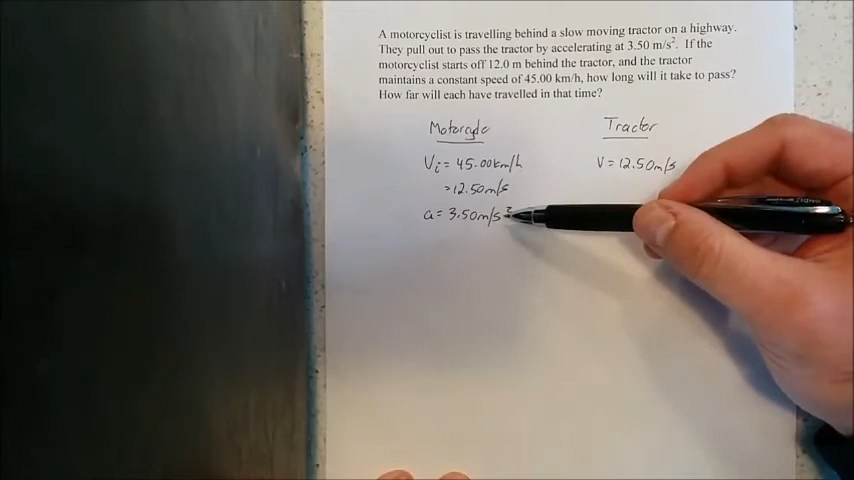 A motorcyclist is travelling behind a slow moving tractor on a highway.
They pull out to pass the tractor by accelerating at 3.50 m/s². If the
motorcyclist starts off 12.0 m behind the tractor, and the tractor
maintains a constant speed of 45.00 km/h, how long will it take to pass?
How far will each have travelled in that time?
Motorcycle Tractor
Vi = 45.00km/h V = 12.50m/s
= 12.50m/s
a = 3.50m/s²